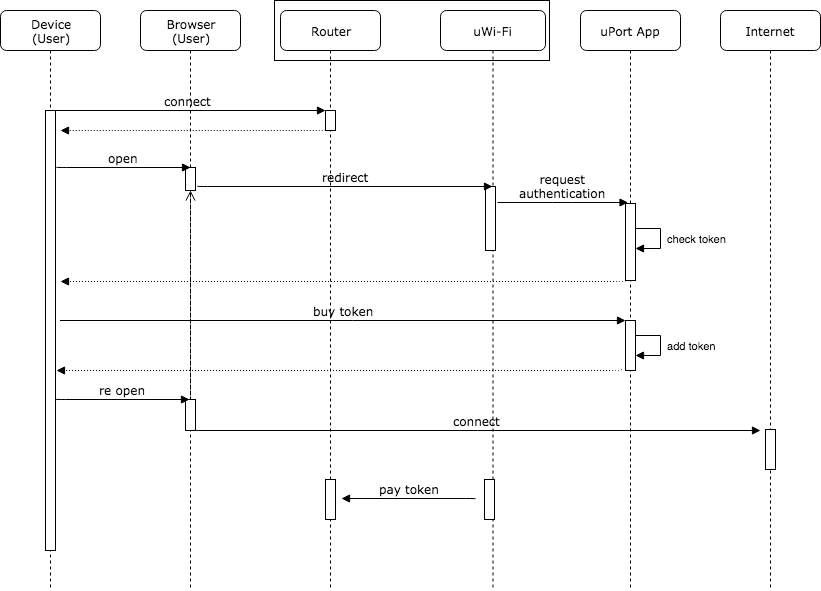 Device
(User)
Browser
(User)
Router
uWi-Fi
uPort App
Internet
connect
open
redirect
request
authentication
check token
buy token
add token
re open
connect
pay token